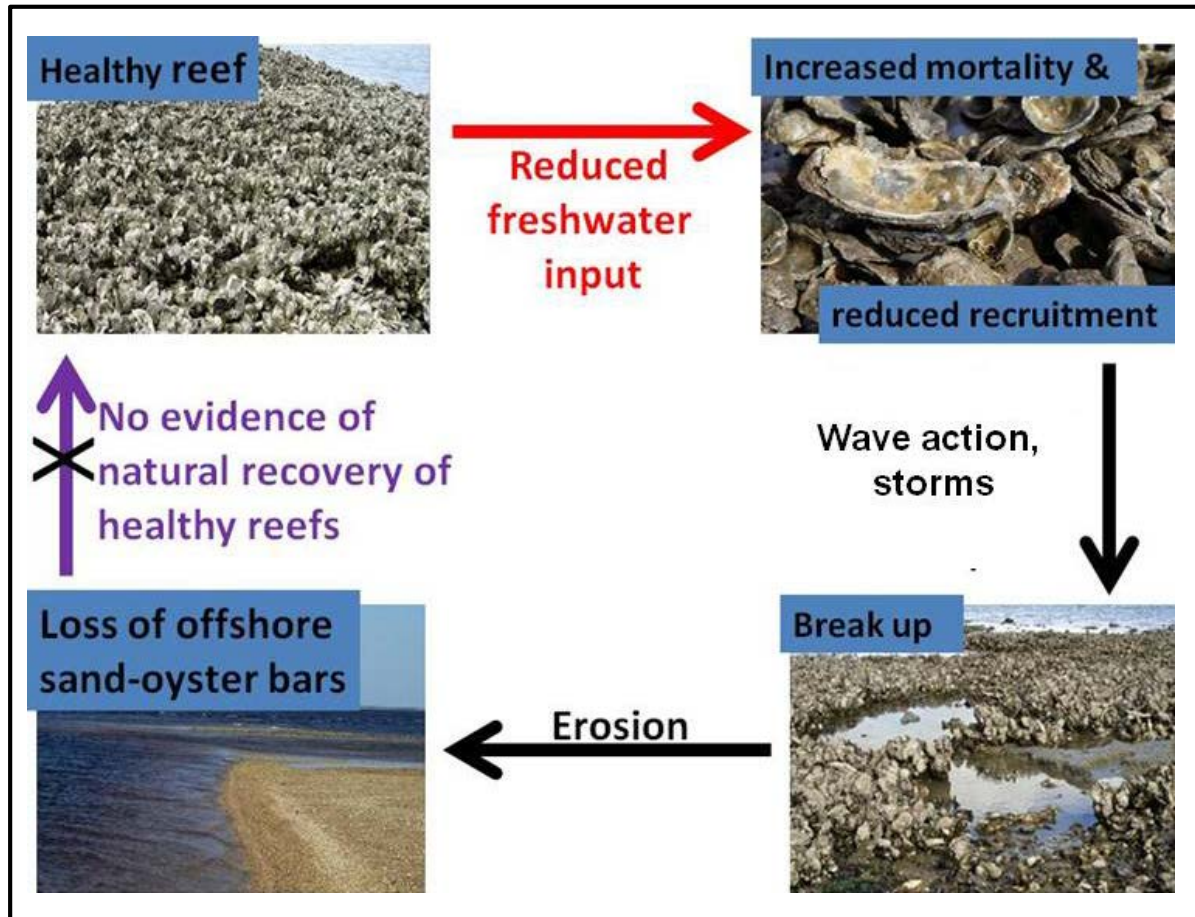 Healthy reef
Reduced
freshwater
input
Increased mortality &
reduced recruitment
Wave action,
storms
Break up
Erosion
Loss of offshore
sand-oyster bars
No evidence of
natural recovery of
healthy reefs